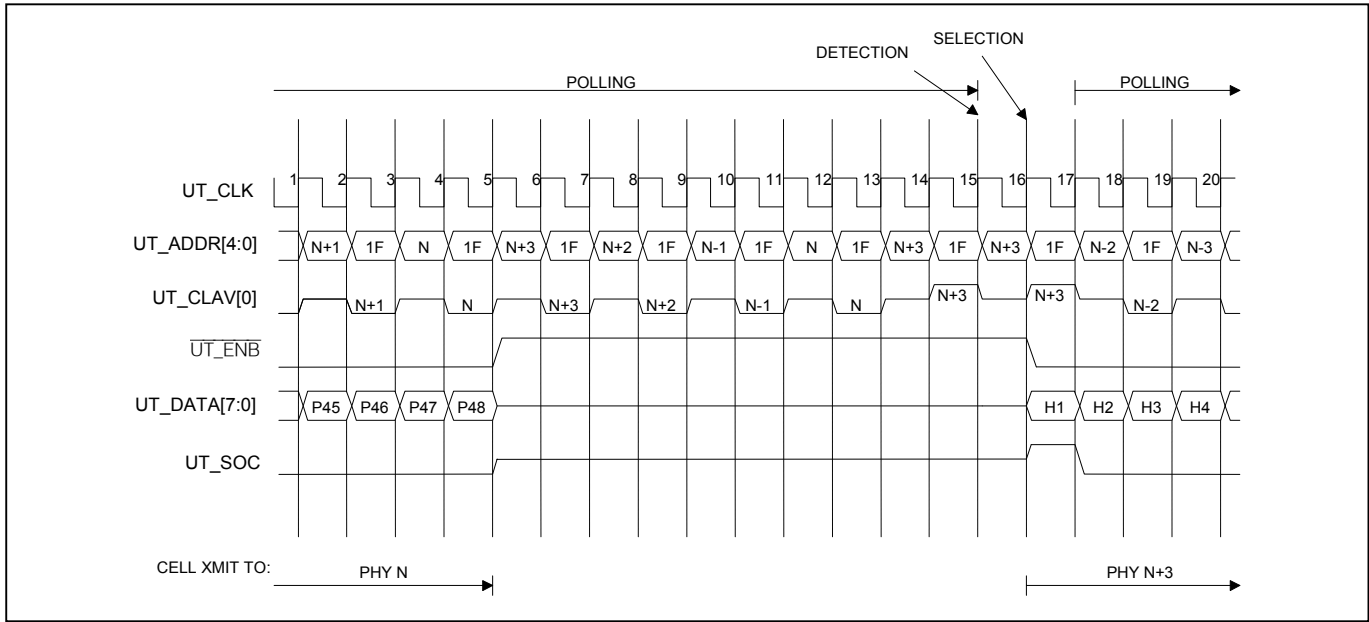 SELECTION
DETECTION
POLLING POLLING
UT_CLK 1 2 3 4 5 6 7 8 9 10 11 12 13 14 15 16 17 18 19 20
UT_ADDR[4:0] N+1 1F N 1F N+3 1F N+2 1F N-1 1F N 1F N+3 1F N+3 1F N-2 1F N-3
UT_CLAV[0] N+1 N N+3 N+2 N-1 N N+3 N+3 N-2
UT_ENB
UT_DATA[7:0] P45 P46 P47 P48 H1 H2 H3 H4
UT_SOC
CELL XMIT TO: PHY N PHY N+3